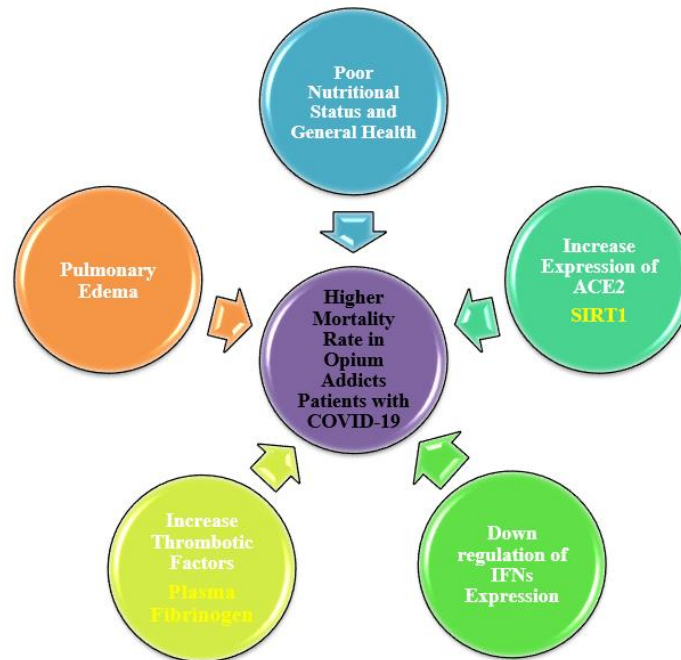 Poor
Nutritional
Status and
General Health
Pulmonary
Edema
Increase
Expression of
ACE2
SIRT1
Higher
Mortality
Rate in
Opium
Addicts
Patients with
COVID-19
Increase
Thrombotic
Factors
Plasma
Fibrinogen
Down
regulation of
IFNs
Expression